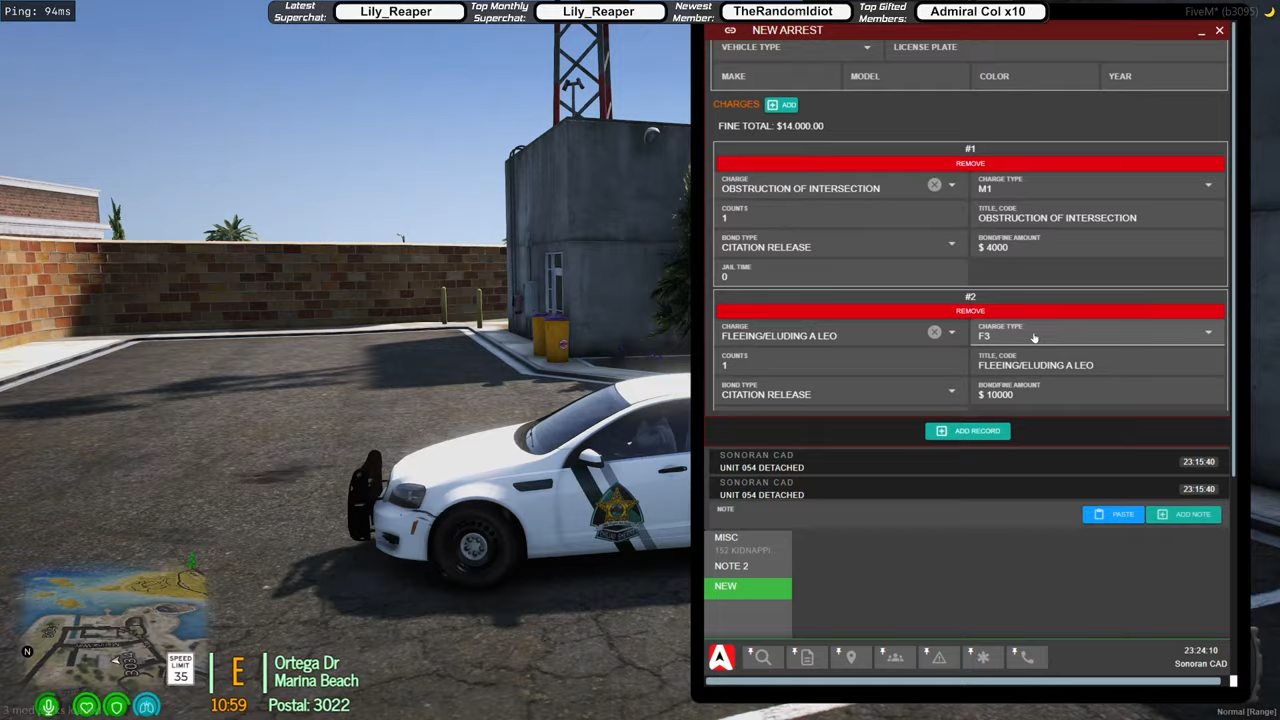 Ping: 94ms
Latest Superchat: Lily_Reaper
Top Monthly Superchat: Lily_Reaper
Newest Member: TheRandomIdiot
Top Gifted Members: Admiral Col x10
FiveM* (b3095)
NEW ARREST
VEHICLE TYPE
LICENSE PLATE
MAKE
MODEL
COLOR
YEAR
CHARGES
ADD
FINE TOTAL: $14.000.00
#1
REMOVE
CHARGE
OBSTRUCTION OF INTERSECTION
CHARGE TYPE
M1
COUNTS
1
TITLE, CODE
OBSTRUCTION OF INTERSECTION
BOND TYPE
CITATION RELEASE
BOND/FINE AMOUNT
$ 4000
JAIL TIME
0
#2
REMOVE
CHARGE
FLEEING/ELUDING A LEO
CHARGE TYPE
F3
COUNTS
1
TITLE, CODE
FLEEING/ELUDING A LEO
BOND TYPE
CITATION RELEASE
BOND/FINE AMOUNT
$ 10000
ADD RECORD
SONORAN CAD
UNIT 054 DETACHED
23:15:40
SONORAN CAD
UNIT 054 DETACHED
23:15:40
NOTE
PASTE
ADD NOTE
MISC
152 KIDNAPPI...
NOTE 2
NEW
23:24:10
Sonoran CAD
N
SPEED LIMIT 35
E
10:59
Ortega Dr
Marina Beach
Postal: 3022
Normal [Range]